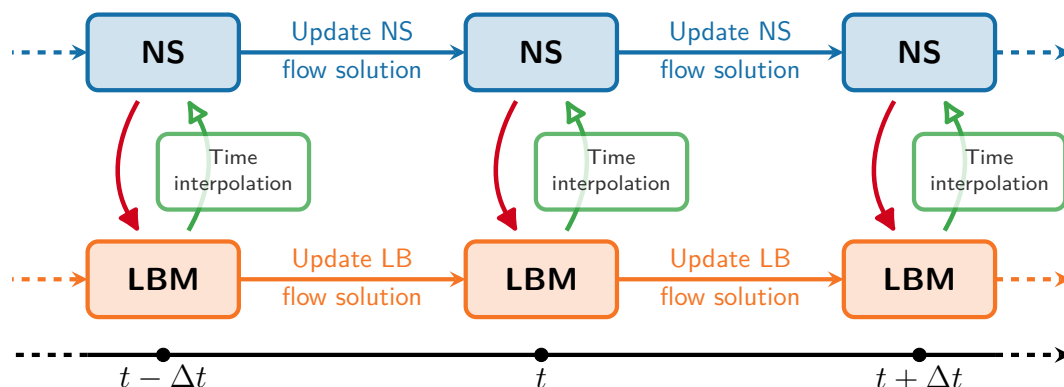 NS
Update NS
flow solution
NS
Update NS
flow solution
NS
Time
interpolation
Time
interpolation
Time
interpolation
LBM
Update LB
flow solution
LBM
Update LB
flow solution
LBM
t − Δt
t
t + Δt